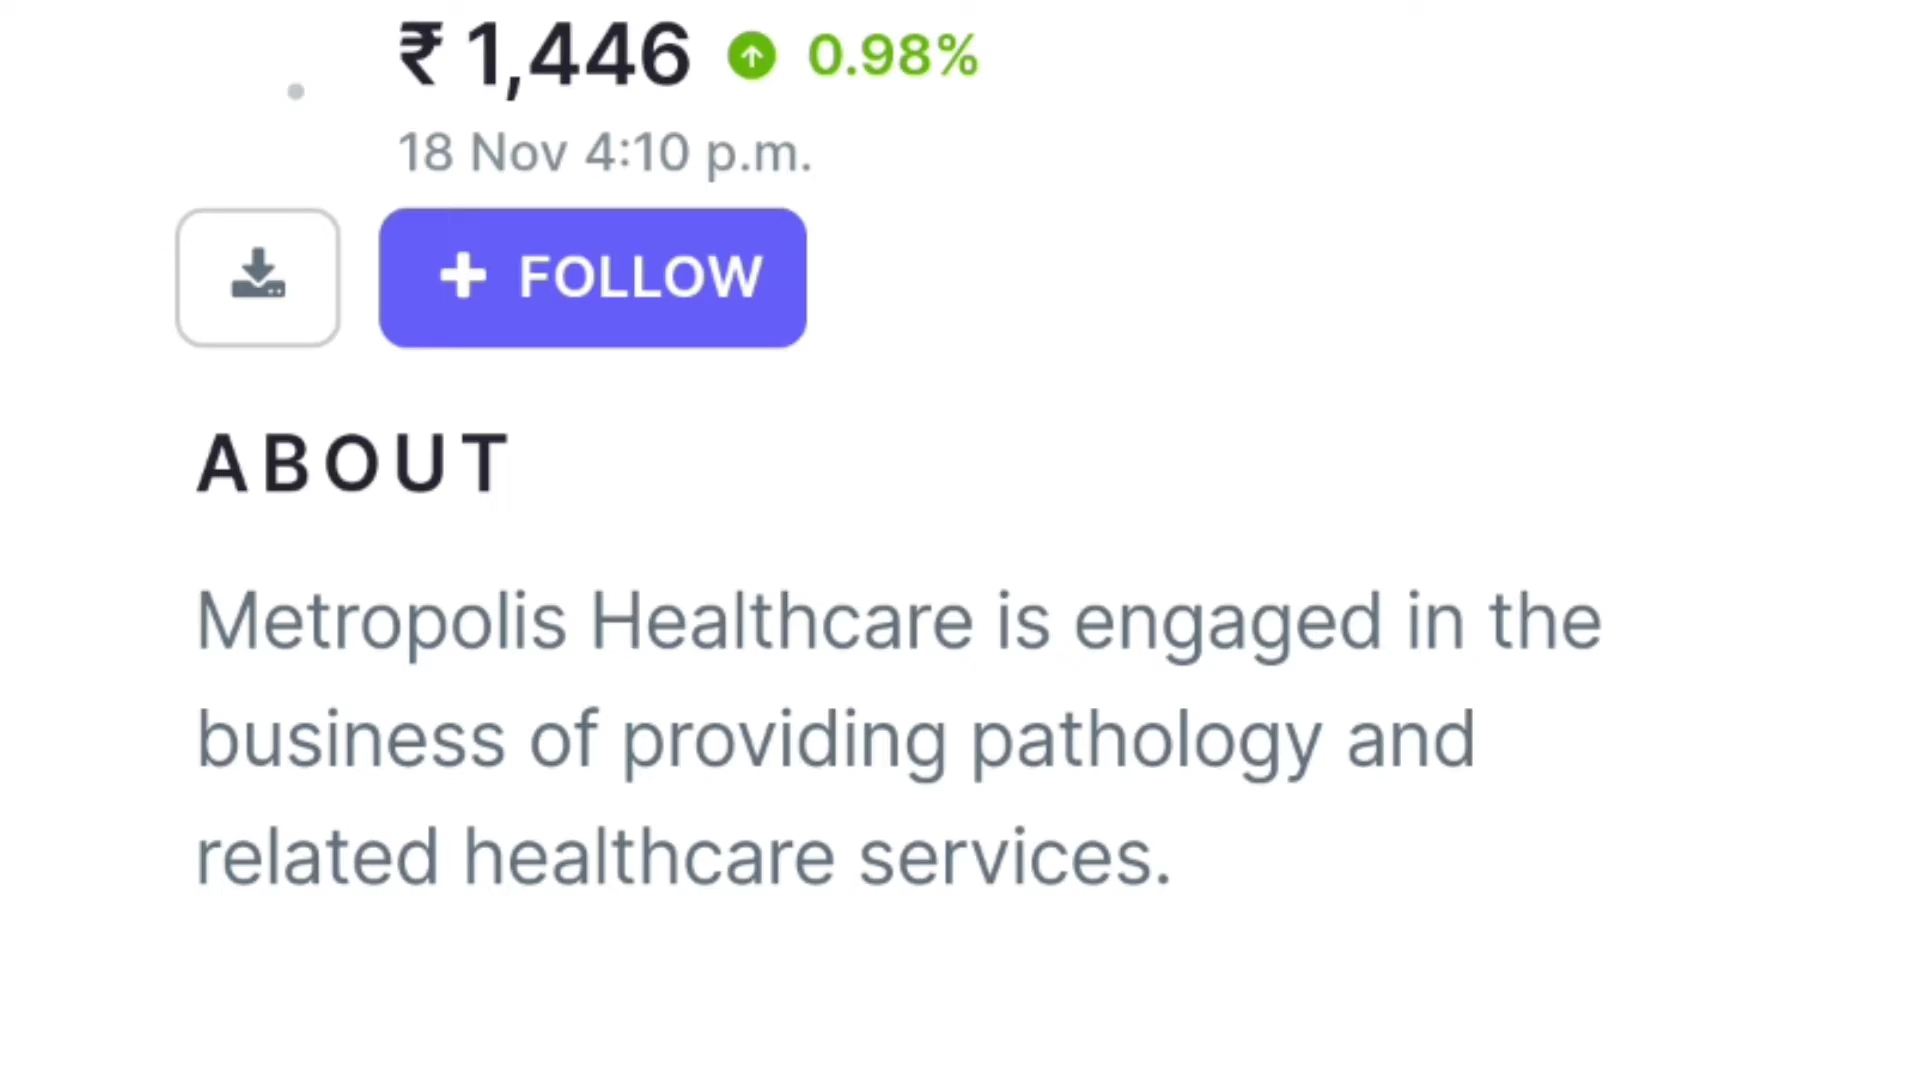 ₹ 1,446 0.98%
18 Nov 4:10 p.m.
FOLLOW
ABOUT
Metropolis Healthcare is engaged in the
business of providing pathology and
related healthcare services.